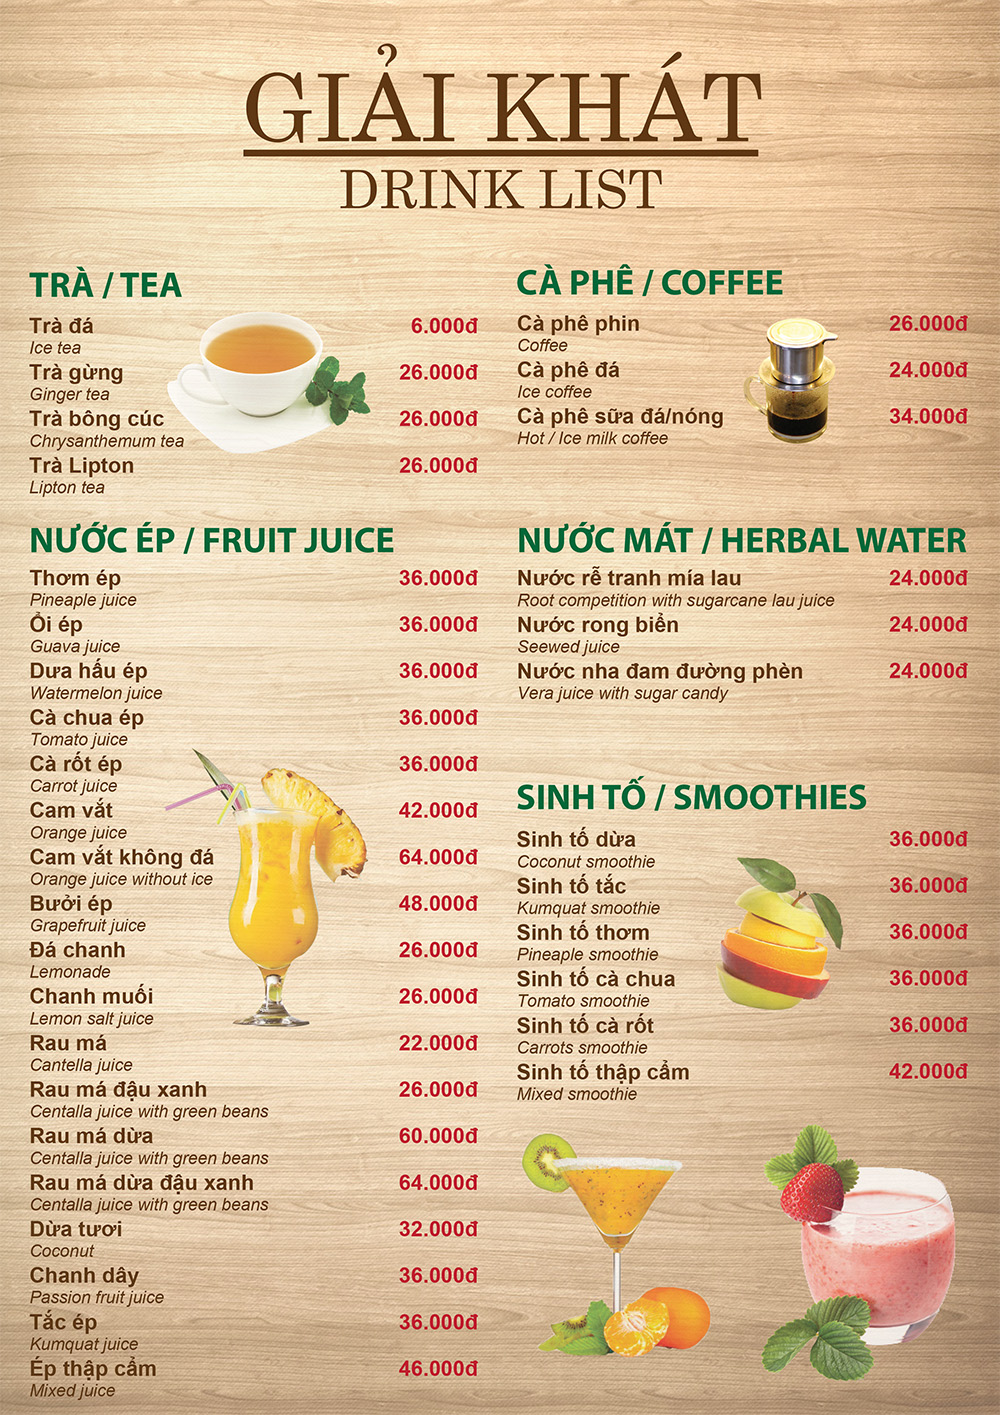 GIẢI KHÁT
DRINK LIST
TRÀ / TEA
Trà đá 6.000đ
Ice tea
Trà gừng 26.000đ
Ginger tea
Trà bông cúc 26.000đ
Chrysanthemum tea
Trà Lipton 26.000đ
Lipton tea
CÀ PHÊ / COFFEE
Cà phê phin 26.000đ
Coffee
Cà phê đá 24.000đ
Ice coffee
Cà phê sữa đá/nóng 34.000đ
Hot / Ice milk coffee
NƯỚC ÉP / FRUIT JUICE
Thơm ép 36.000đ
Pineaple juice
Ổi ép 36.000đ
Guava juice
Dưa hấu ép 36.000đ
Watermelon juice
Cà chua ép 36.000đ
Tomato juice
Cà rốt ép 36.000đ
Carrot juice
Cam vắt 42.000đ
Orange juice
Cam vắt không đá 64.000đ
Orange juice without ice
Bưởi ép 48.000đ
Grapefruit juice
Đá chanh 26.000đ
Lemonade
Chanh muối 26.000đ
Lemon salt juice
Rau má 22.000đ
Cantella juice
Rau má đậu xanh 26.000đ
Centalla juice with green beans
Rau má dừa 60.000đ
Centalla juice with green beans
Rau má dừa đậu xanh 64.000đ
Centalla juice with green beans
Dừa tươi 32.000đ
Coconut
Chanh dây 36.000đ
Passion fruit juice
Tắc ép 36.000đ
Kumquat juice
Ép thập cẩm 46.000đ
Mixed juice
NƯỚC MÁT / HERBAL WATER
Nước rễ tranh mía lau 24.000đ
Root competition with sugarcane lau juice
Nước rong biển 24.000đ
Seewed juice
Nước nha đam đường phèn 24.000đ
Vera juice with sugar candy
SINH TỐ / SMOOTHIES
Sinh tố dừa 36.000đ
Coconut smoothie
Sinh tố tắc 36.000đ
Kumquat smoothie
Sinh tố thơm 36.000đ
Pineaple smoothie
Sinh tố cà chua 36.000đ
Tomato smoothie
Sinh tố cà rốt 36.000đ
Carrots smoothie
Sinh tố thập cẩm 42.000đ
Mixed smoothie